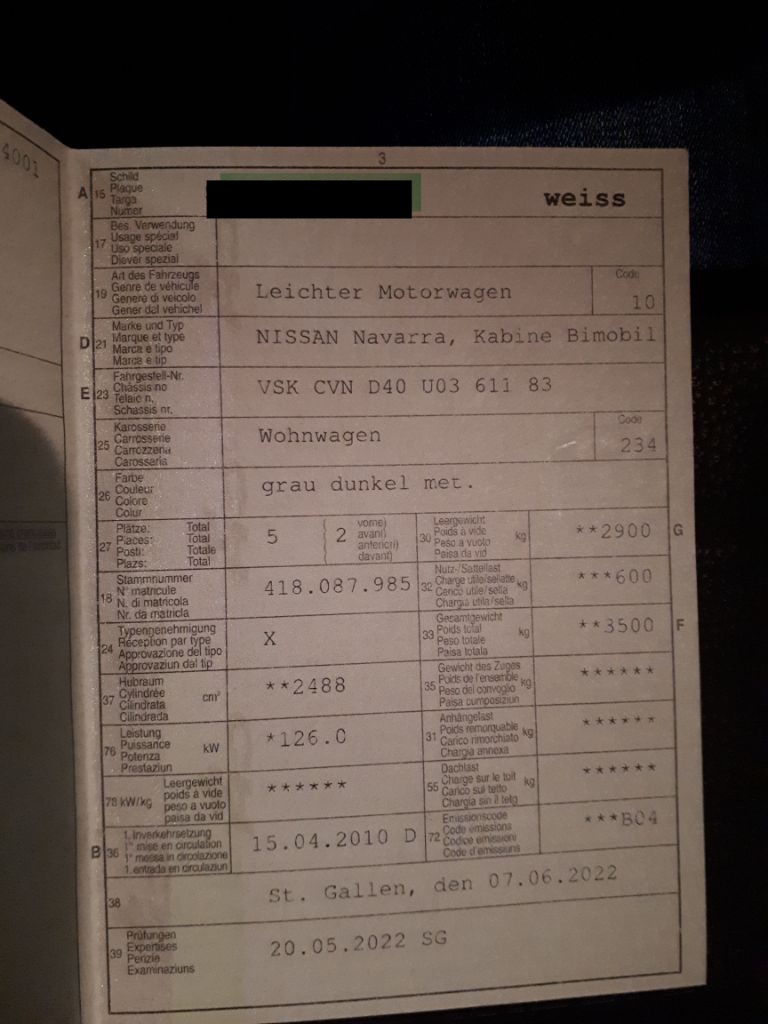 4001
3
A 15 Schild
Plaque
Targa
Numer
weiss
17 Bes. Verwendung
Usage spécial
Uso speciale
Diever spezial
19 Art des Fahrzeugs
Genre de véhicule
Genere di veicolo
Gener dal vehichel
Leichter Motorwagen
Code
10
D 21 Marke und Typ
Marque et type
Marca e tipo
Marca e tip
NISSAN Navarra, Kabine Bimobil
E 23 Fahrgestell-Nr.
Châssis no
Telaio n.
Schassis nr.
VSK CVN D40 U03 611 83
25 Karosserie
Carrosserie
Carrozzeria
Carossaria
Wohnwagen
Code
234
26 Farbe
Couleur
Colore
Colur
grau dunkel met.
27 Plätze: Total
Places: Total
Posti: Totale
Plazs: Total
5 ( 2 vorne)
avant)
anteriori)
davant)
30 Leergewicht
Poids à vide
Peso a vuoto
Paisa da vid
kg
**2900 G
18 Stammnummer
N° matricule
N. di matricola
Nr. da matricla
418.087.985
32 Nutz-/Sattellast
Charge utile/sellette
Carico utile/sella
Chargia utila/sella
kg
***600
24 Typengenehmigung
Réception par type
Approvazione del tipo
Approvaziun dal tip
X
33 Gesamtgewicht
Poids total
Peso totale
Paisa totala
kg
**3500 F
37 Hubraum
Cylindrée
Cilindrata
Cilindrada
cm³
**2488
35 Gewicht des Zuges
Poids de l'ensemble
Peso del convoglio
Paisa cumposiziun
kg
******
76 Leistung
Puissance
Potenza
Prestaziun
kW
*126.0
31 Anhängelast
Poids remorquable
Carico rimorchiato
Chargia annexa
kg
******
78 kW/kg Leergewicht
poids à vide
peso a vuoto
paisa da vid
******
55 Dachlast
Charge sur le toit
Carico sul tetto
Chargia sin il tetg
kg
******
B 36 1. Inverkehrsetzung
1re mise en circulation
1a messa in circolazione
1. entrada en circulaziun
15.04.2010 D
72 Emissionscode
Code émissions
Codice emissioni
Code d'emissiuns
***B04
38
St. Gallen, den 07.06.2022
39 Prüfungen
Expertises
Perizie
Examinaziuns
20.05.2022 SG